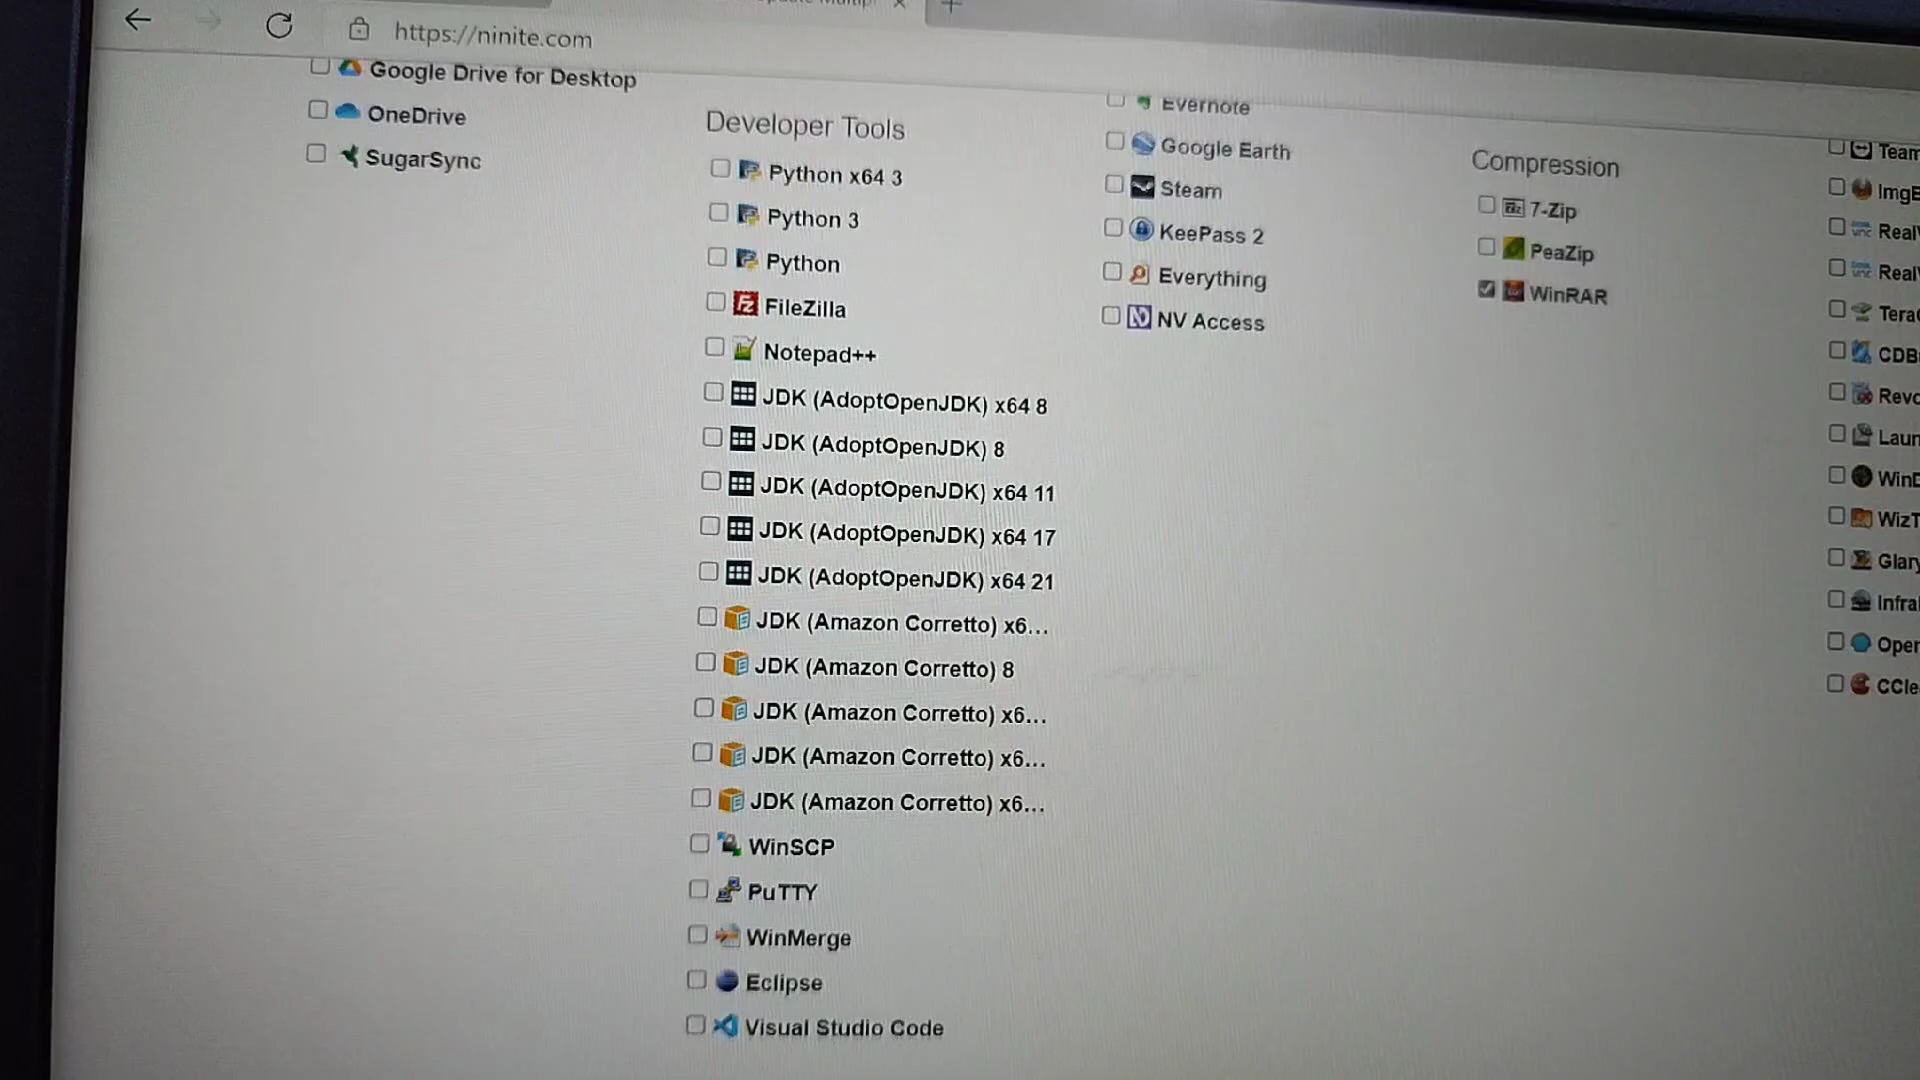 https://ninite.com
Google Drive for Desktop
OneDrive
SugarSync
Developer Tools
Python x64 3
Python 3
Python
FileZilla
Notepad++
JDK (AdoptOpenJDK) x64 8
JDK (AdoptOpenJDK) 8
JDK (AdoptOpenJDK) x64 11
JDK (AdoptOpenJDK) x64 17
JDK (AdoptOpenJDK) x64 21
JDK (Amazon Corretto) x6...
JDK (Amazon Corretto) 8
JDK (Amazon Corretto) x6...
JDK (Amazon Corretto) x6...
JDK (Amazon Corretto) x6...
WinSCP
PuTTY
WinMerge
Eclipse
Visual Studio Code
Evernote
Google Earth
Steam
KeePass 2
Everything
NV Access
Compression
7-Zip
PeaZip
WinRAR
Team
ImgB
RealV
RealV
Tera
CDB
Revo
Laun
WinD
WizT
Glary
Infra
Open
CCle